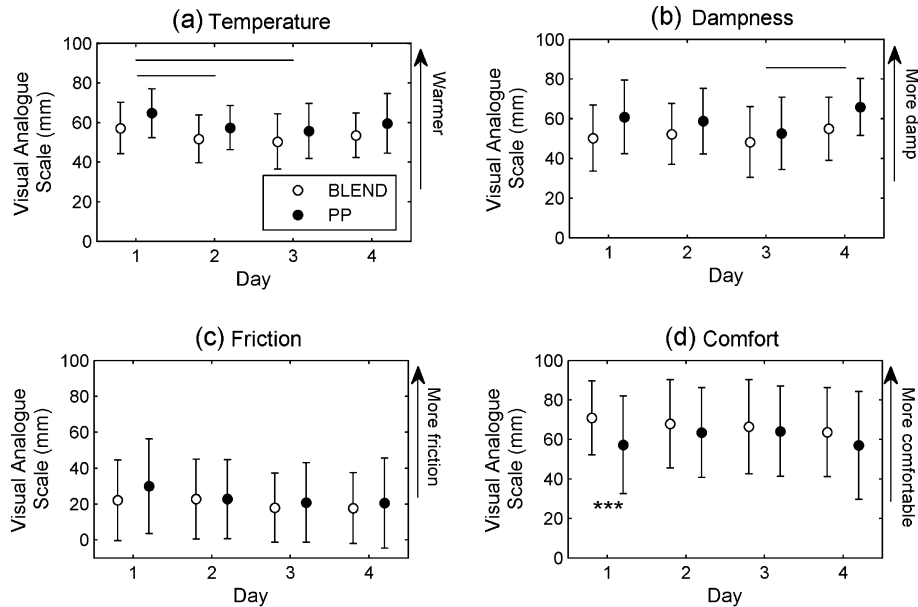 (a) Temperature
100
80
60
40
20
0
Visual Analogue
Scale (mm)
BLEND
PP
1 2 3 4
Day
Warmer
(b) Dampness
100
80
60
40
20
0
Visual Analogue
Scale (mm)
1 2 3 4
Day
More damp
(c) Friction
100
80
60
40
20
0
Visual Analogue
Scale (mm)
1 2 3 4
Day
More friction
(d) Comfort
100
80
60
40
20
0
Visual Analogue
Scale (mm)
***
1 2 3 4
Day
More comfortable